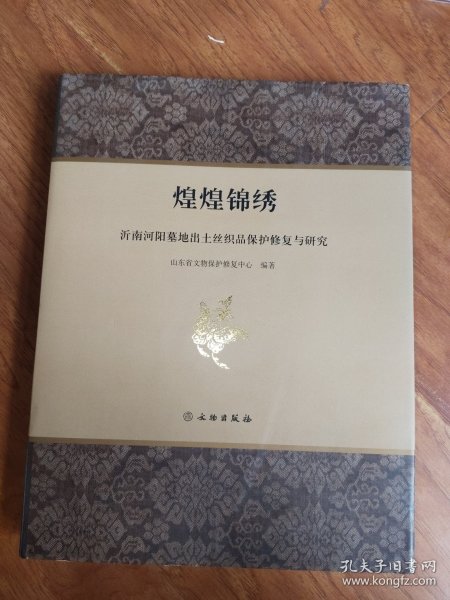 煌煌锦绣
沂南河阳墓地出土丝织品保护修复与研究
山东省文物保护修复中心 编著
文物出版社
孔夫子旧书网
www.kongfz.com